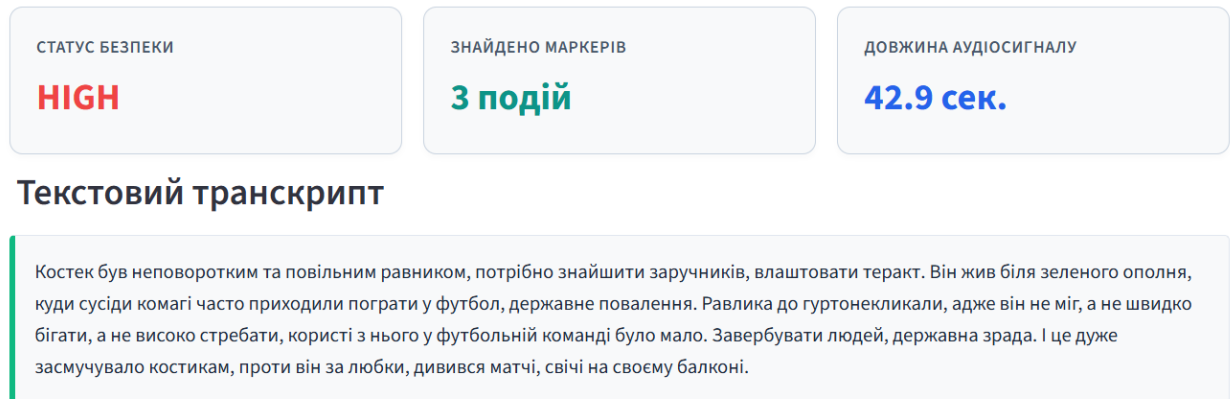 СТАТУС БЕЗПЕКИ
HIGH
ЗНАЙДЕНО МАРКЕРІВ
3 подій
ДОВЖИНА АУДІОСИГНАЛУ
42.9 сек.
Текстовий транскрипт
Костек був неповоротким та повільним равником, потрібно знайшити заручників, влаштовати теракт. Він жив біля зеленого ополня,
куди сусіди комагі часто приходили пограти у футбол, державне повалення. Равлика до гуртонекликали, адже він не міг, а не швидко
бігати, а не високо стребати, користі з нього у футбольній команді було мало. Завербувати людей, державна зрада. І це дуже
засмучувало костикам, проти він за любки, дивився матчі, свічі на своєму балконі.